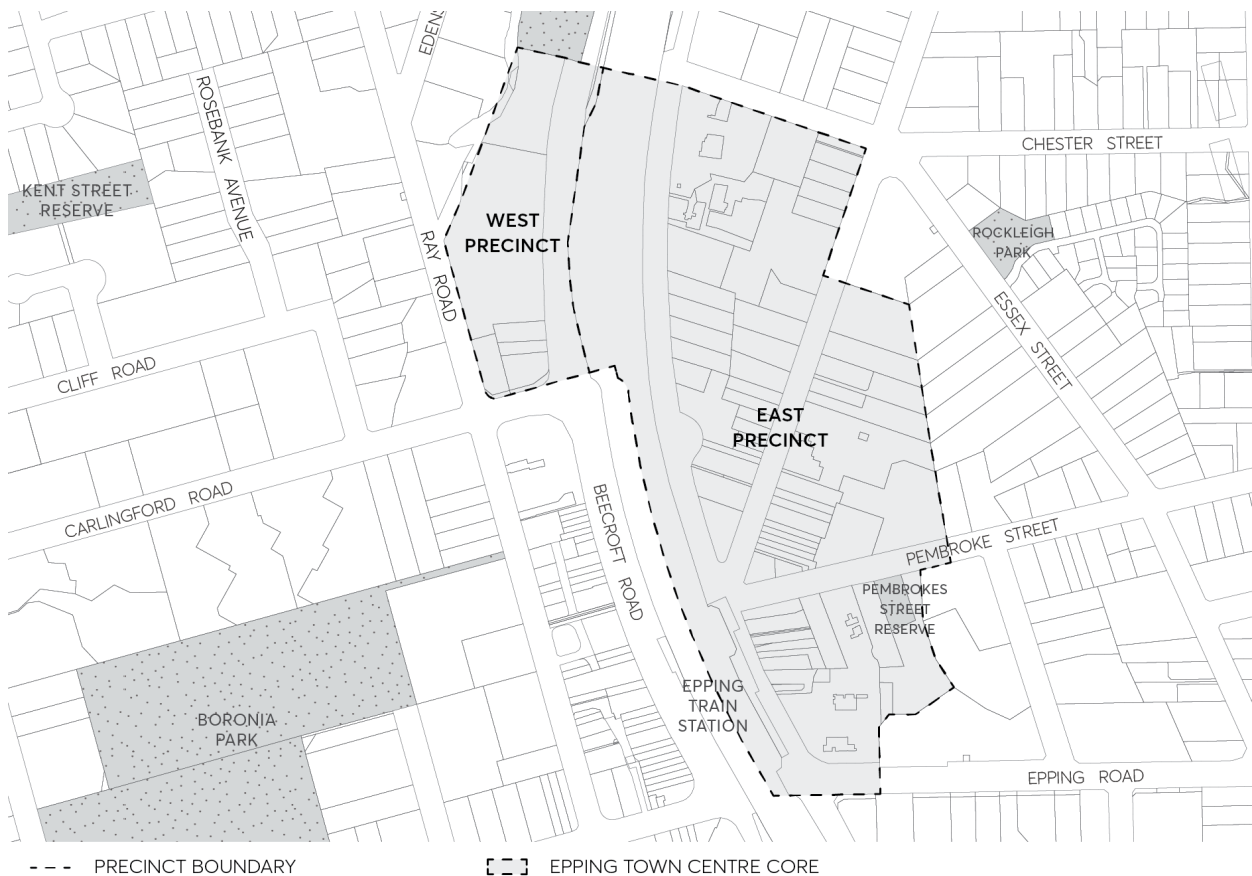 EDENS
ROSEBANK AVENUE
CHESTER STREET
KENT STREET
RESERVE
WEST
PRECINCT
RAY ROAD
ROCKLEIGH
PARK
ESSEX STREET
CLIFF ROAD
EAST
PRECINCT
CARLINGFORD ROAD
BEECROFT ROAD
PEMBROKE STREET
PEMBROKES
STREET
RESERVE
EPPING
TRAIN
STATION
BORONIA
PARK
EPPING ROAD
PRECINCT BOUNDARY
EPPING TOWN CENTRE CORE